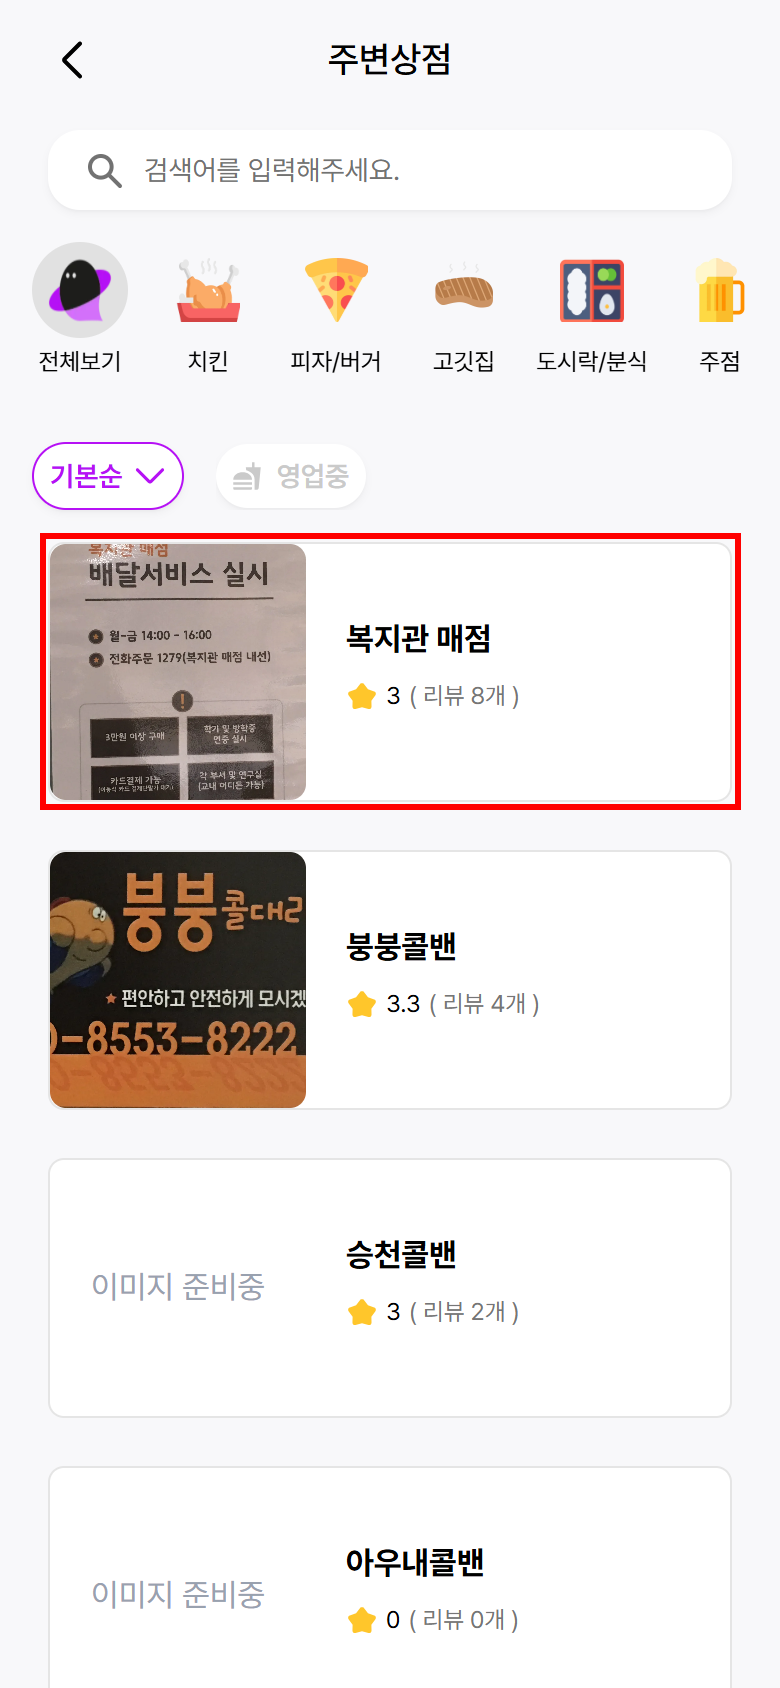 주변상점
검색어를 입력해주세요.
전체보기 치킨 피자/버거 고깃집 도시락/분식 주점
기본순 영업중
복지관 매점
배달서비스 실시
월-금 14:00 - 16:00
전화주문 1279(복지관 매점 내선)
3만원 이상 구매
학기 및 방학중
연중 실시
카드결제 가능
각 부서 및 연구실
(교내 어디든 가능)
복지관 매점
3 ( 리뷰 8개 )
붕붕콜대리
편안하고 안전하게 모시겠
0-8553-8222
붕붕콜밴
3.3 ( 리뷰 4개 )
이미지 준비중
승천콜밴
3 ( 리뷰 2개 )
이미지 준비중
아우내콜밴
0 ( 리뷰 0개 )